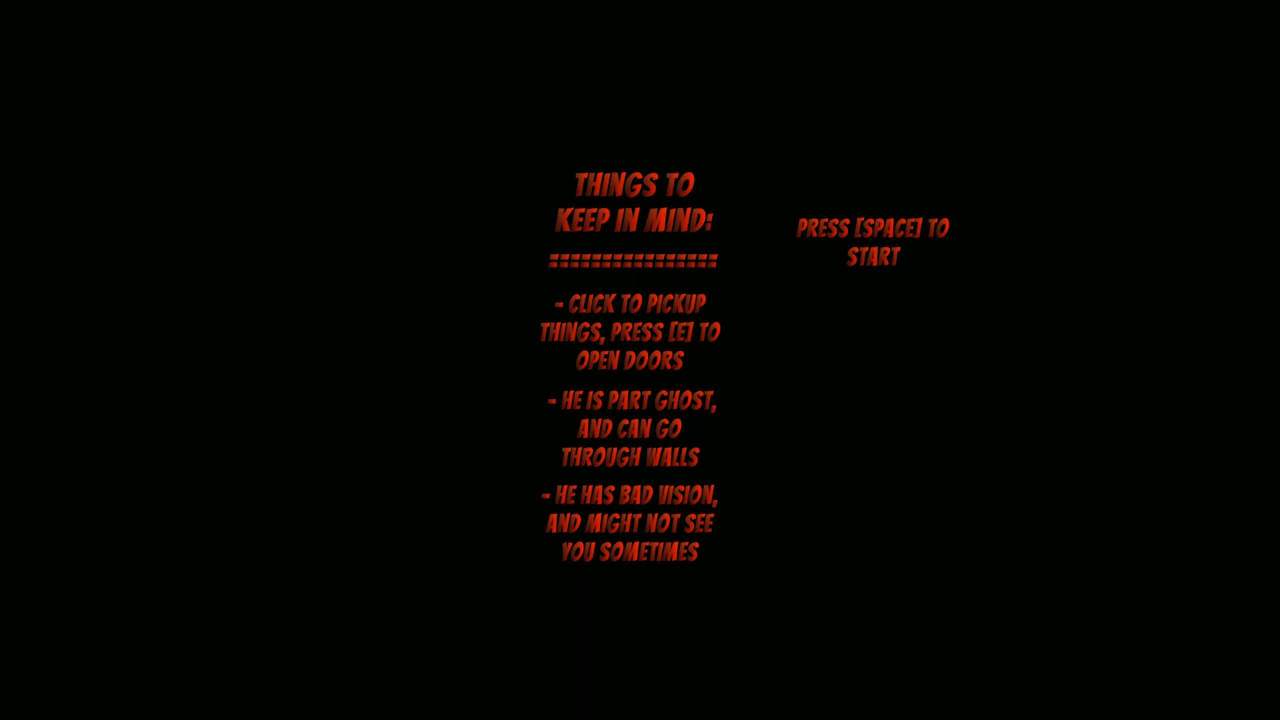 THINGS TO
KEEP IN MIND:
================
- CLICK TO PICKUP
THINGS, PRESS [E] TO
OPEN DOORS
- HE IS PART GHOST,
AND CAN GO
THROUGH WALLS
- HE HAS BAD VISION,
AND MIGHT NOT SEE
YOU SOMETIMES
PRESS [SPACE] TO
START